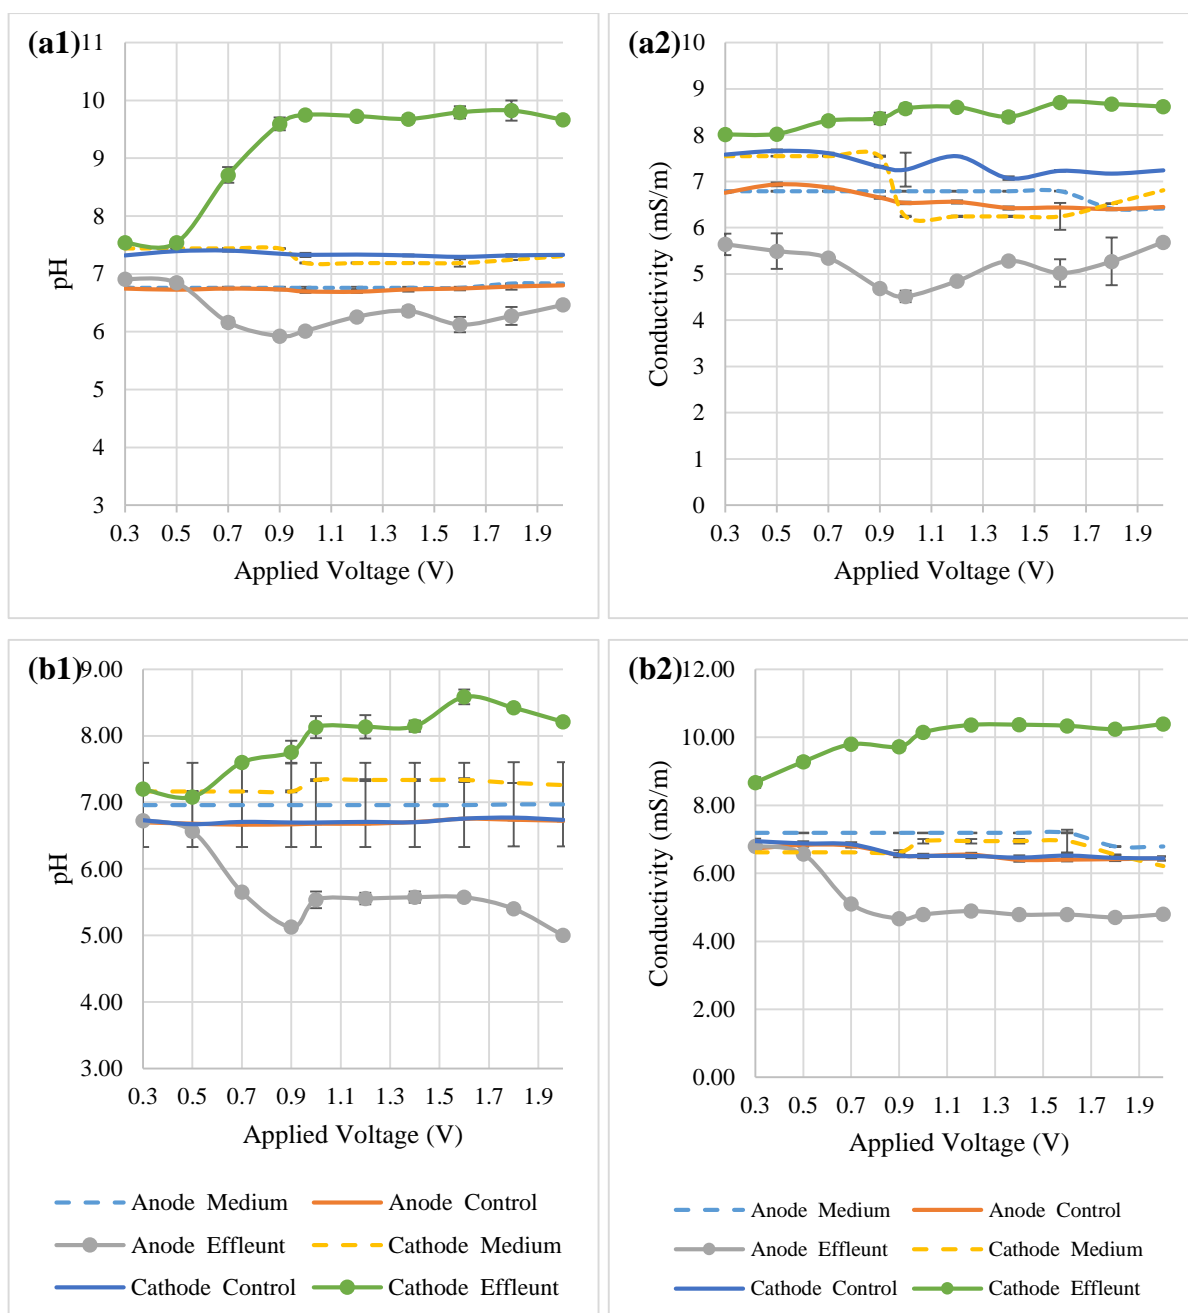 (a1)
11
10
9
8
7
6
5
4
3
pH
0.3 0.5 0.7 0.9 1.1 1.3 1.5 1.7 1.9
Applied Voltage (V)
(a2)
10
9
8
7
6
5
4
3
2
1
0
Conductivity (mS/m)
0.3 0.5 0.7 0.9 1.1 1.3 1.5 1.7 1.9
Applied Voltage (V)
(b1)
9.00
8.00
7.00
6.00
5.00
4.00
3.00
pH
0.3 0.5 0.7 0.9 1.1 1.3 1.5 1.7 1.9
Applied Voltage (V)
Anode Medium Anode Control
Anode Effleunt Cathode Medium
Cathode Control Cathode Effleunt
(b2)
12.00
10.00
8.00
6.00
4.00
2.00
0.00
Conductivity (mS/m)
0.3 0.5 0.7 0.9 1.1 1.3 1.5 1.7 1.9
Applied Voltage (V)
Anode Medium Anode Control
Anode Effleunt Cathode Medium
Cathode Control Cathode Effleunt